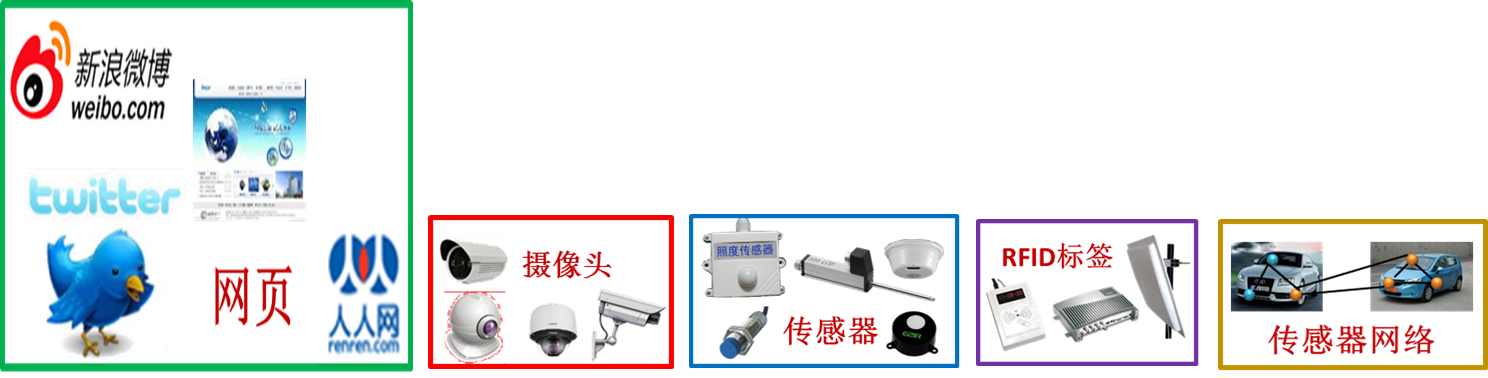 新浪微博
weibo.com
twitter
网页
人人网
renren.com
摄像头
照度传感器
传感器
RFID标签
传感器网络